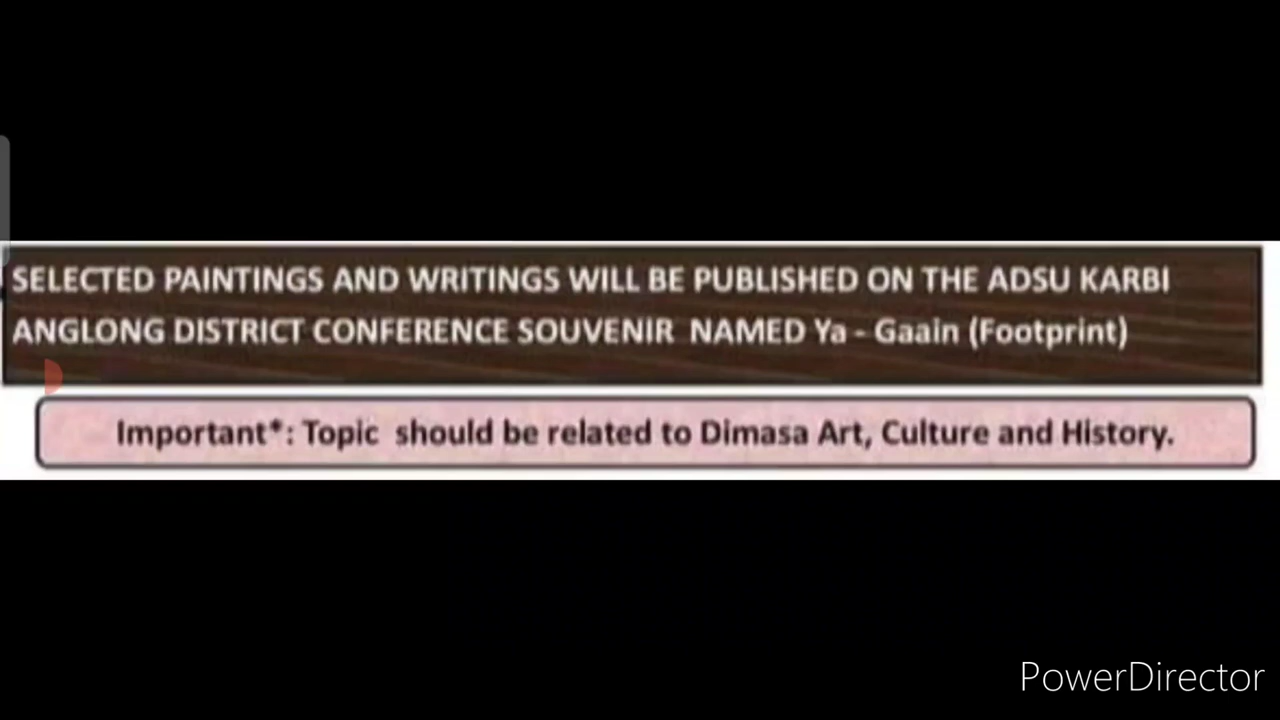 SELECTED PAINTINGS AND WRITINGS WILL BE PUBLISHED ON THE ADSU KARBI
ANGLONG DISTRICT CONFERENCE SOUVENIR NAMED Ya - Gaain (Footprint)
Important*: Topic should be related to Dimasa Art, Culture and History.
PowerDirector